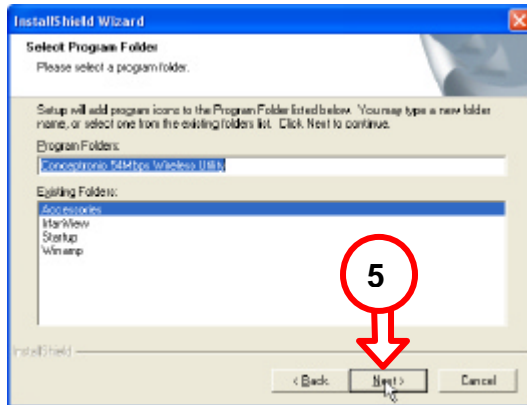 InstallShield Wizard
Select Program Folder
Please select a program folder.
Setup will add program icons to the Program Folder listed below. You may type a new folder
name, or select one from the existing folders list. Click Next to continue.
Program Folders:
Conceptronic 54Mbps Wireless Utility
Existing Folders:
Accessories
IrfanView
Startup
Winamp
5
InstallShield
< Back
Next >
Cancel